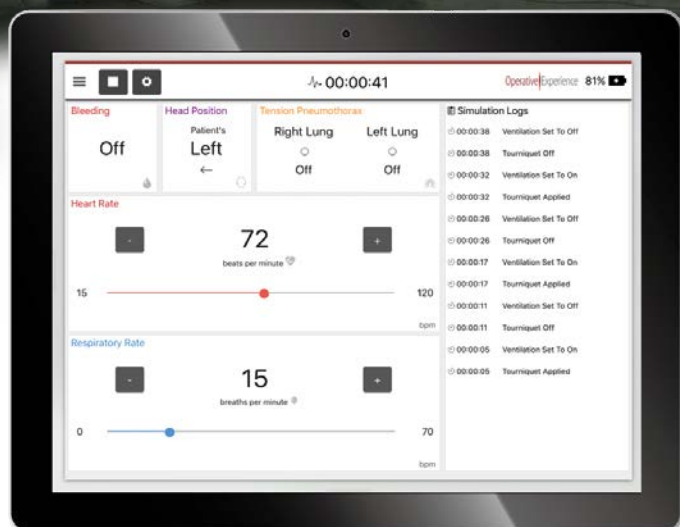 00:00:41
Operative Experience 81%
Bleeding
Off
Head Position
Patient's
Left
←
Tension Pneumothorax
Right Lung
Off
Left Lung
Off
Heart Rate
-
72
+
beats per minute
15
120
bpm
Respiratory Rate
-
15
+
breaths per minute
0
70
bpm
Simulation Logs
00:00:38 Ventilation Set To Off
00:00:38 Tourniquet Off
00:00:32 Ventilation Set To On
00:00:32 Tourniquet Applied
00:00:26 Ventilation Set To Off
00:00:26 Tourniquet Off
00:00:17 Ventilation Set To On
00:00:17 Tourniquet Applied
00:00:11 Ventilation Set To Off
00:00:11 Tourniquet Off
00:00:05 Ventilation Set To On
00:00:05 Tourniquet Applied